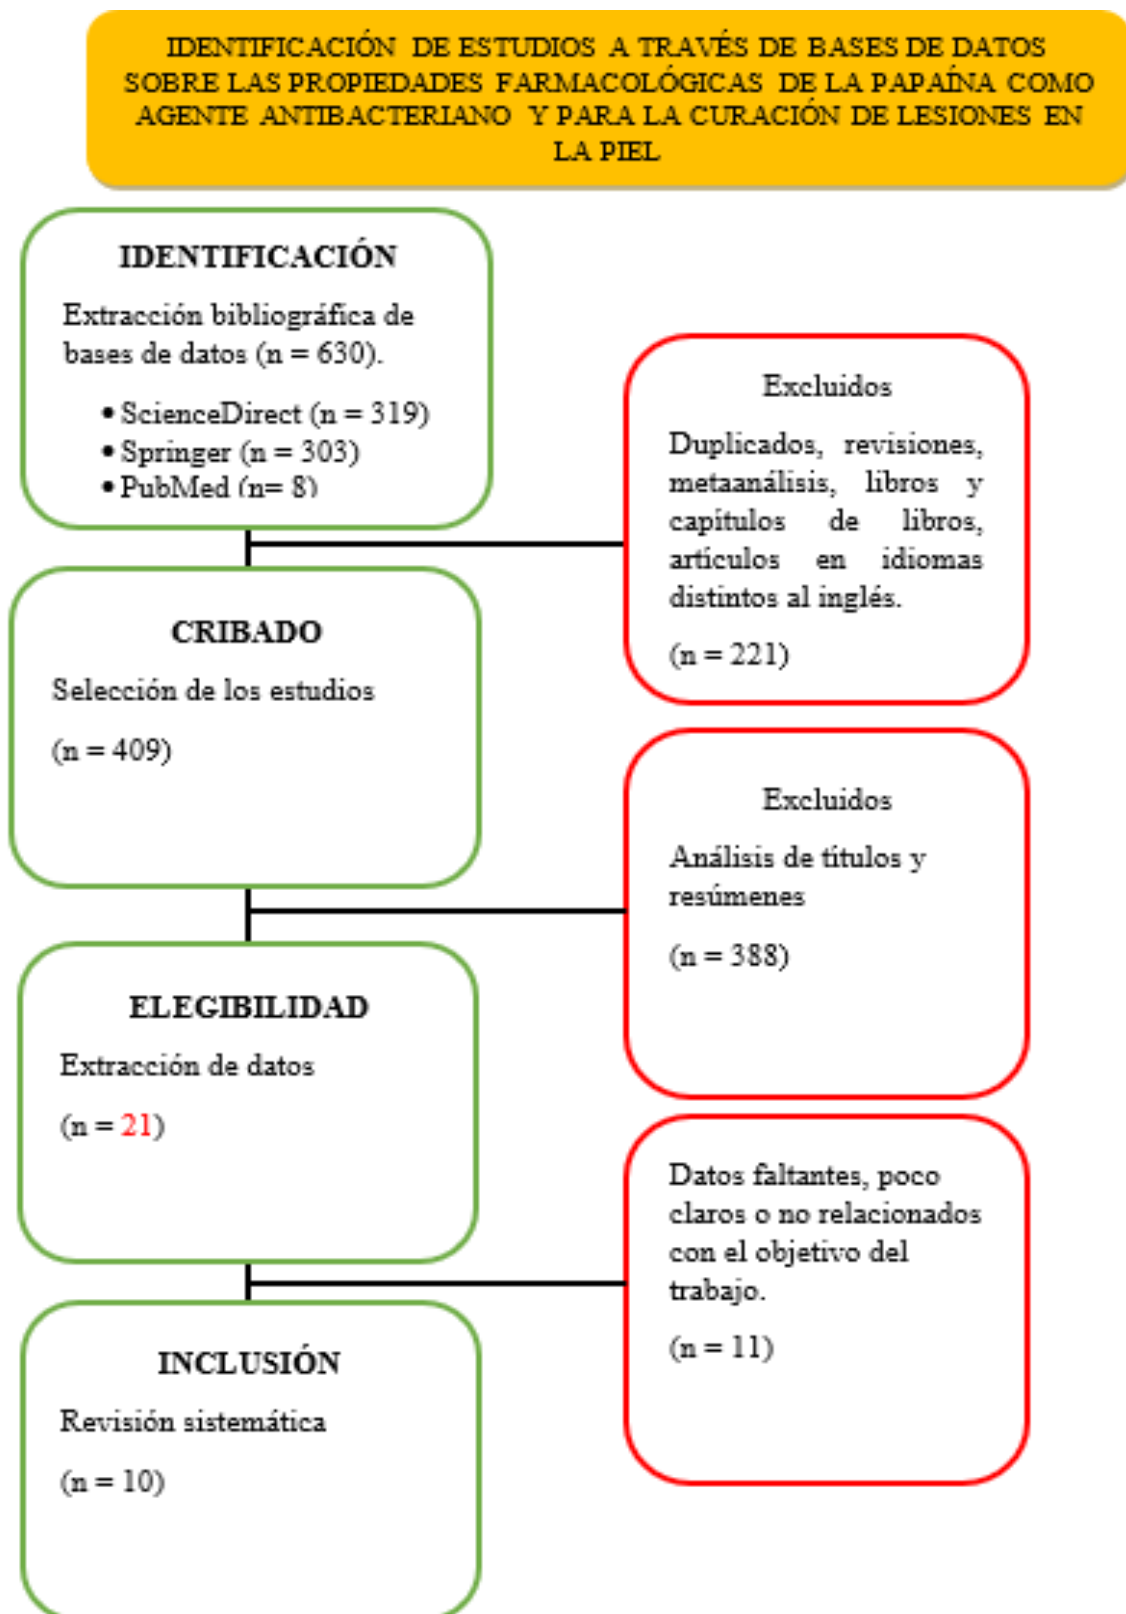 IDENTIFICACIÓN DE ESTUDIOS A TRAVÉS DE BASES DE DATOS
SOBRE LAS PROPIEDADES FARMACOLÓGICAS DE LA PAPAÍNA COMO
AGENTE ANTIBACTERIANO Y PARA LA CURACIÓN DE LESIONES EN
LA PIEL
IDENTIFICACIÓN
Extracción bibliográfica de
bases de datos (n = 630).
• ScienceDirect (n = 319)
• Springer (n = 303)
• PubMed (n= 8)
Excluidos
Duplicados, revisiones,
metaanálisis, libros y
capítulos de libros,
artículos en idiomas
distintos al inglés.
(n = 221)
CRIBADO
Selección de los estudios
(n = 409)
Excluidos
Análisis de títulos y
resúmenes
(n = 388)
ELEGIBILIDAD
Extracción de datos
(n = 21)
Datos faltantes, poco
claros o no relacionados
con el objetivo del
trabajo.
(n = 11)
INCLUSIÓN
Revisión sistemática
(n = 10)